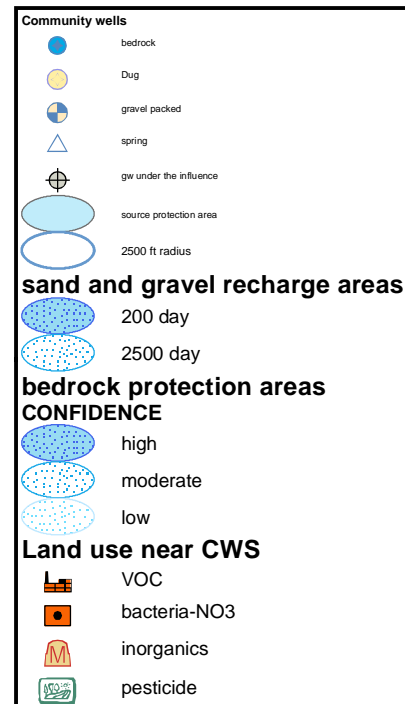 Community wells
bedrock
Dug
gravel packed
spring
gw under the influence
source protection area
2500 ft radius
sand and gravel recharge areas
200 day
2500 day
bedrock protection areas
CONFIDENCE
high
moderate
low
Land use near CWS
VOC
bacteria-NO3
M inorganics
pesticide